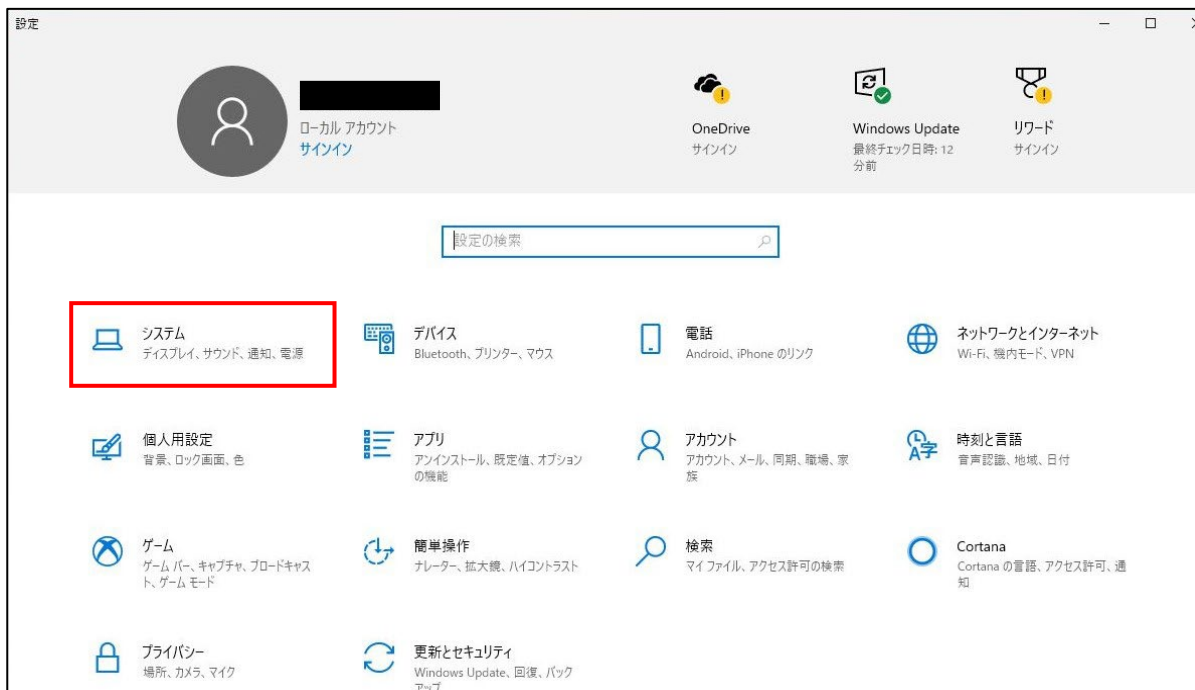 設定
ローカル アカウント
サインイン
OneDrive
サインイン
Windows Update
最終チェック日時: 12
分前
リワード
サインイン
設定の検索
システム
ディスプレイ、サウンド、通知、電源
デバイス
Bluetooth、プリンター、マウス
電話
Android、iPhone のリンク
ネットワークとインターネット
Wi-Fi、機内モード、VPN
個人用設定
背景、ロック画面、色
アプリ
アンインストール、既定値、オプション
の機能
アカウント
アカウント、メール、同期、職場、家
族
時刻と言語
音声認識、地域、日付
ゲーム
ゲーム バー、キャプチャ、ブロードキャス
ト、ゲーム モード
簡単操作
ナレーター、拡大鏡、ハイコントラスト
検索
マイ ファイル、アクセス許可の検索
Cortana
Cortana の言語、アクセス許可、通
知
プライバシー
場所、カメラ、マイク
更新とセキュリティ
Windows Update、回復、バック
アップ